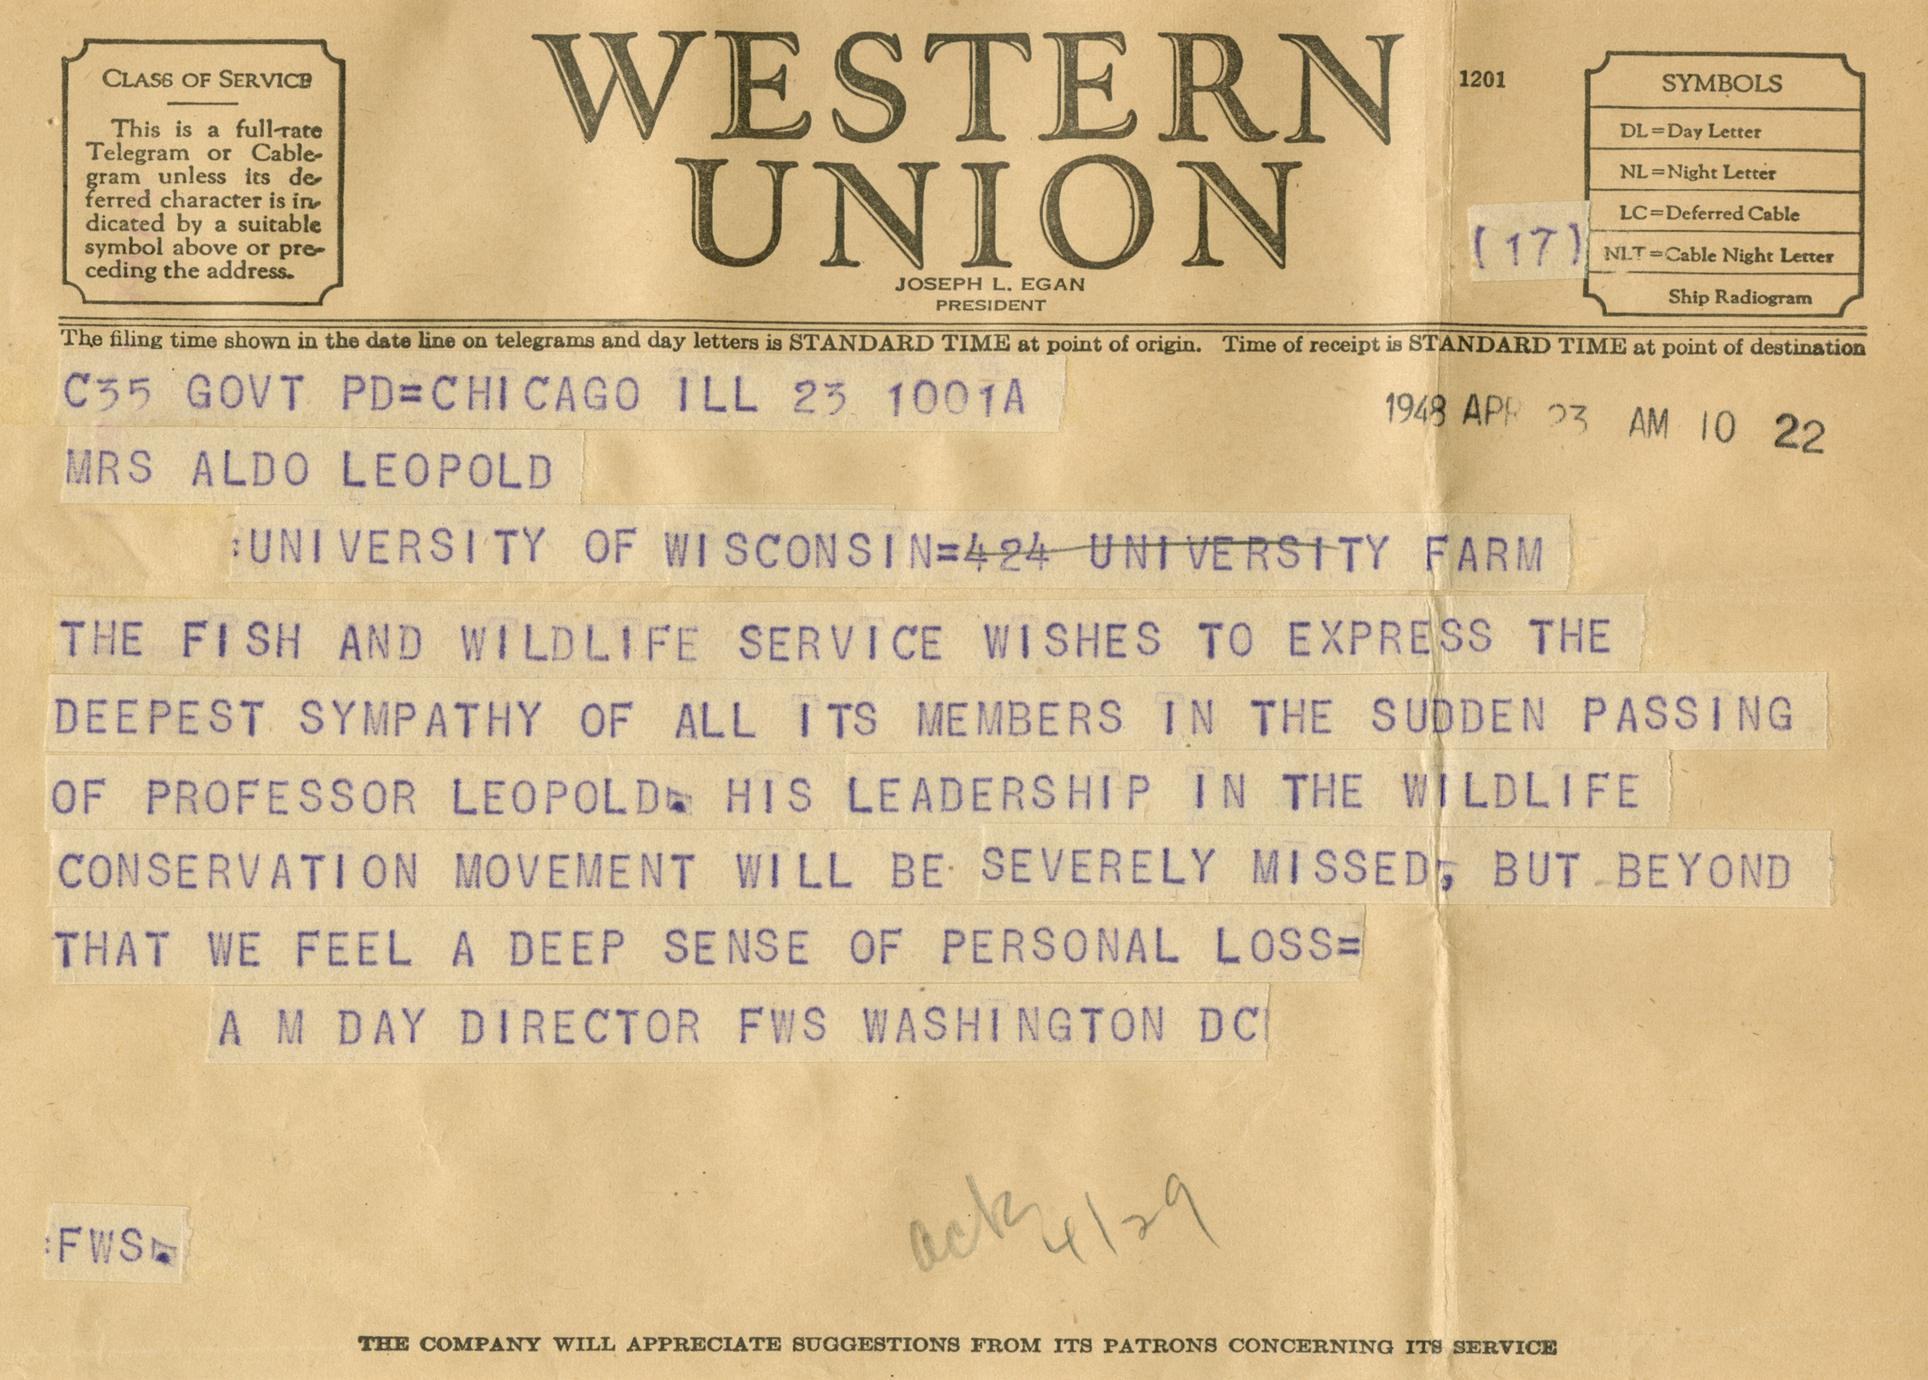 CLASS OF SERVICE
This is a full-rate
Telegram or Cable-
gram unless its de-
ferred character is in-
dicated by a suitable
symbol above or pre-
ceding the address.
WESTERN
UNION
JOSEPH L. EGAN
PRESIDENT
1201
(17)
SYMBOLS
DL=Day Letter
NL=Night Letter
LC=Deferred Cable
NLT=Cable Night Letter
Ship Radiogram
The filing time shown in the date line on telegrams and day letters is STANDARD TIME at point of origin. Time of receipt is STANDARD TIME at point of destination
C35 GOVT PD=CHICAGO ILL 23 1001A
1948 APR 23 AM 10 22
MRS ALDO LEOPOLD
:UNIVERSITY OF WISCONSIN=424 UNIVERSITY FARM
THE FISH AND WILDLIFE SERVICE WISHES TO EXPRESS THE
DEEPEST SYMPATHY OF ALL ITS MEMBERS IN THE SUDDEN PASSING
OF PROFESSOR LEOPOLD. HIS LEADERSHIP IN THE WILDLIFE
CONSERVATION MOVEMENT WILL BE SEVERELY MISSED, BUT BEYOND
THAT WE FEEL A DEEP SENSE OF PERSONAL LOSS=
A M DAY DIRECTOR FWS WASHINGTON DC
ack 4/29
:FWS.
THE COMPANY WILL APPRECIATE SUGGESTIONS FROM ITS PATRONS CONCERNING ITS SERVICE